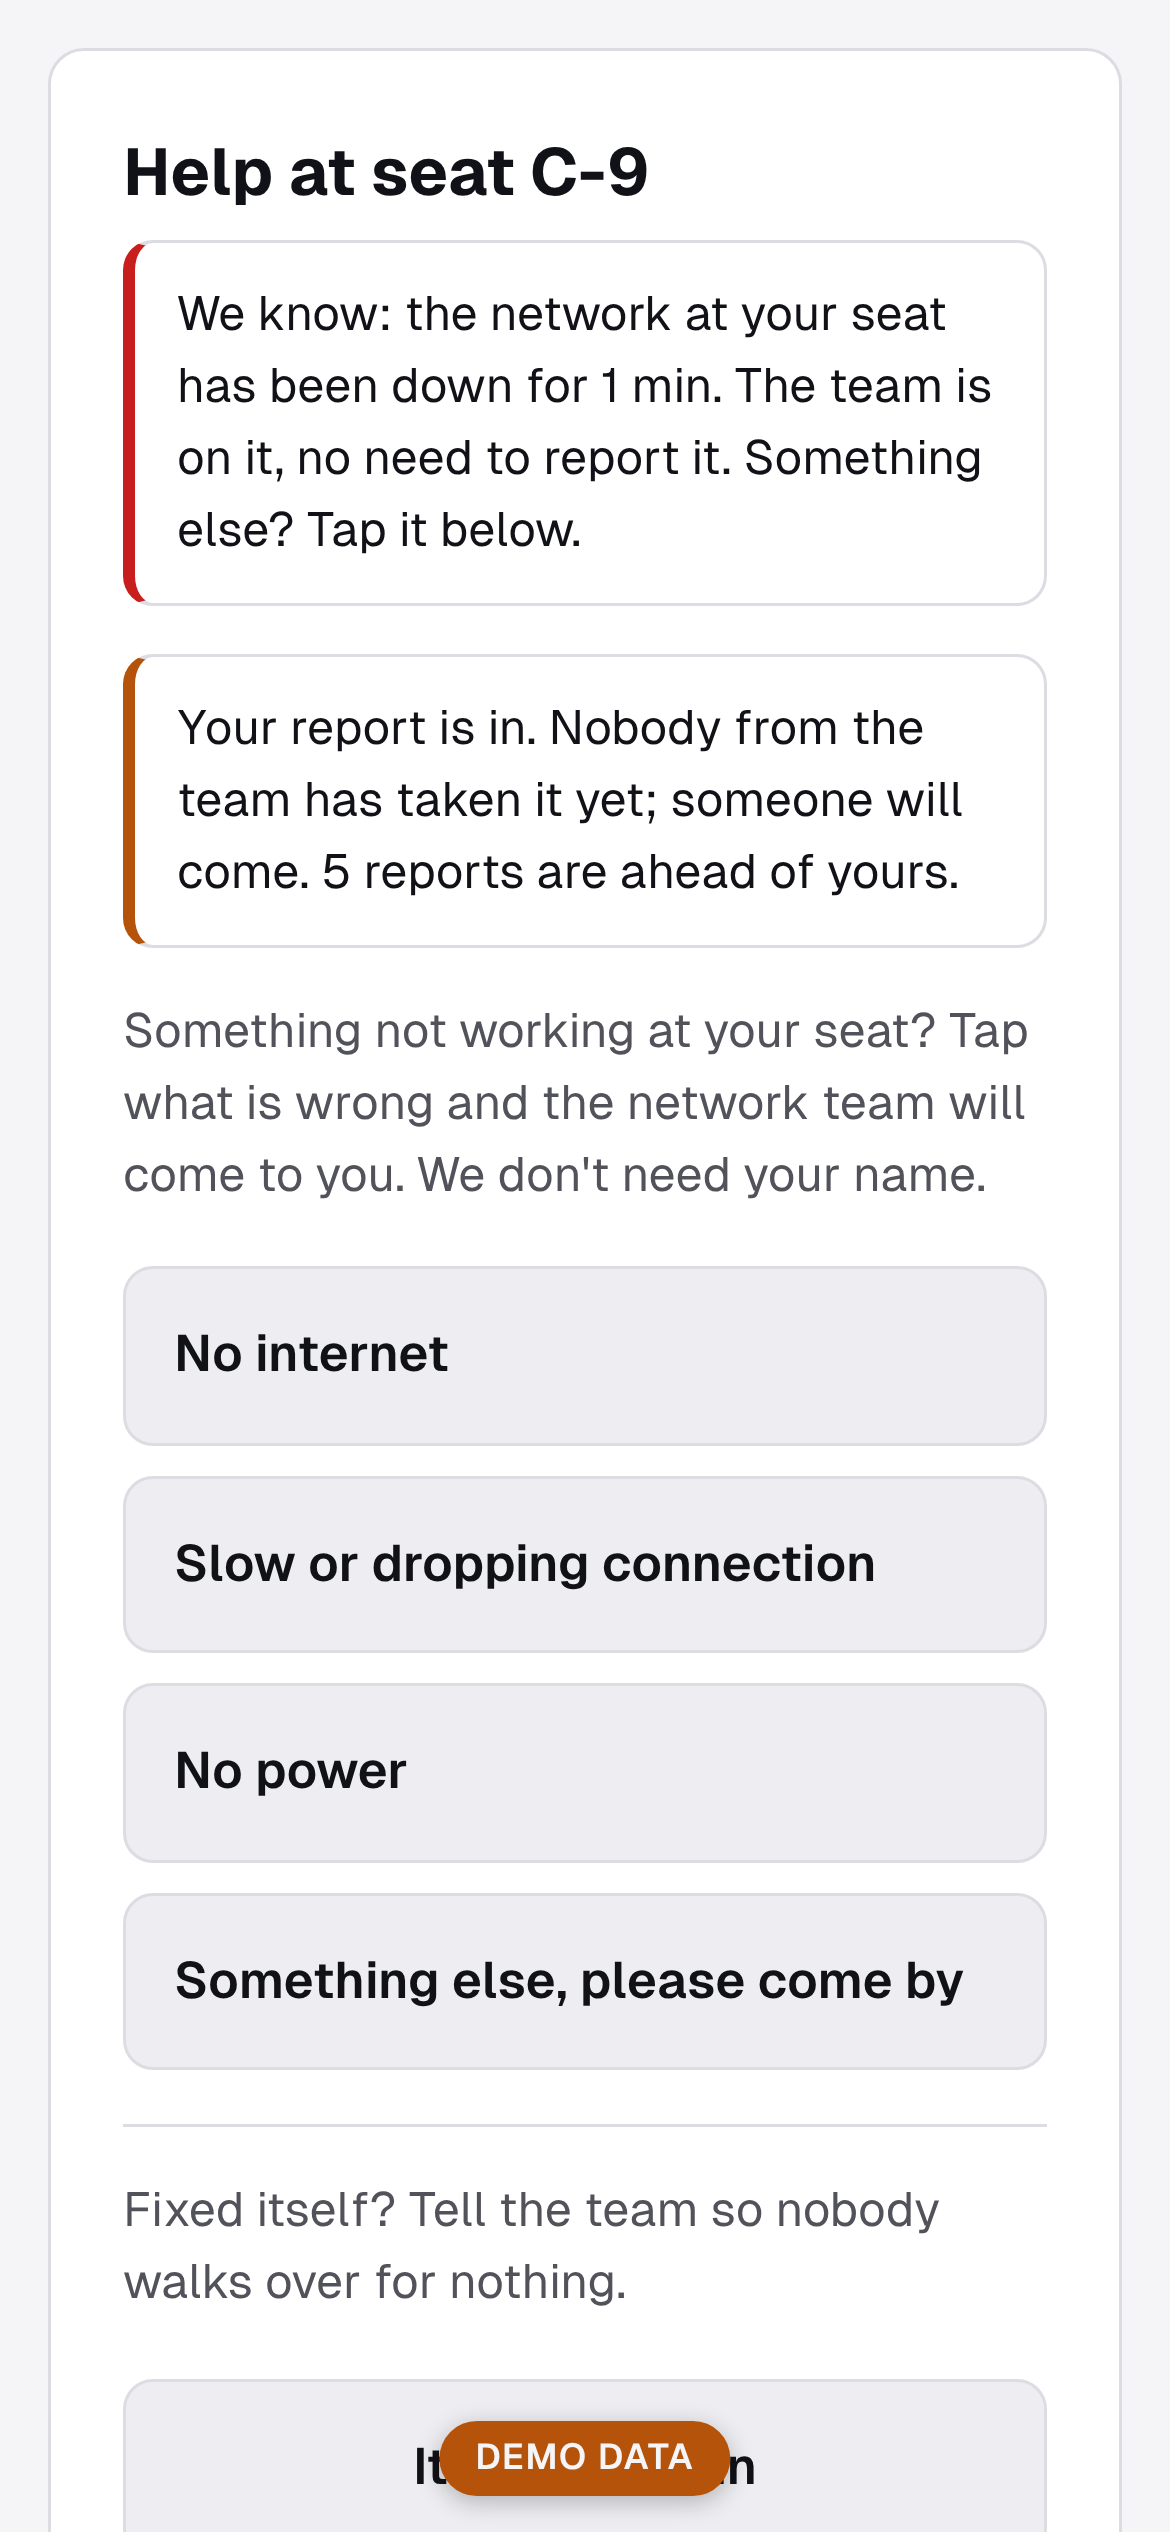 Help at seat C-9
We know: the network at your seat
has been down for 1 min. The team is
on it, no need to report it. Something
else? Tap it below.
Your report is in. Nobody from the
team has taken it yet; someone will
come. 5 reports are ahead of yours.
Something not working at your seat? Tap
what is wrong and the network team will
come to you. We don't need your name.
No internet
Slow or dropping connection
No power
Something else, please come by
Fixed itself? Tell the team so nobody
walks over for nothing.
DEMO DATA